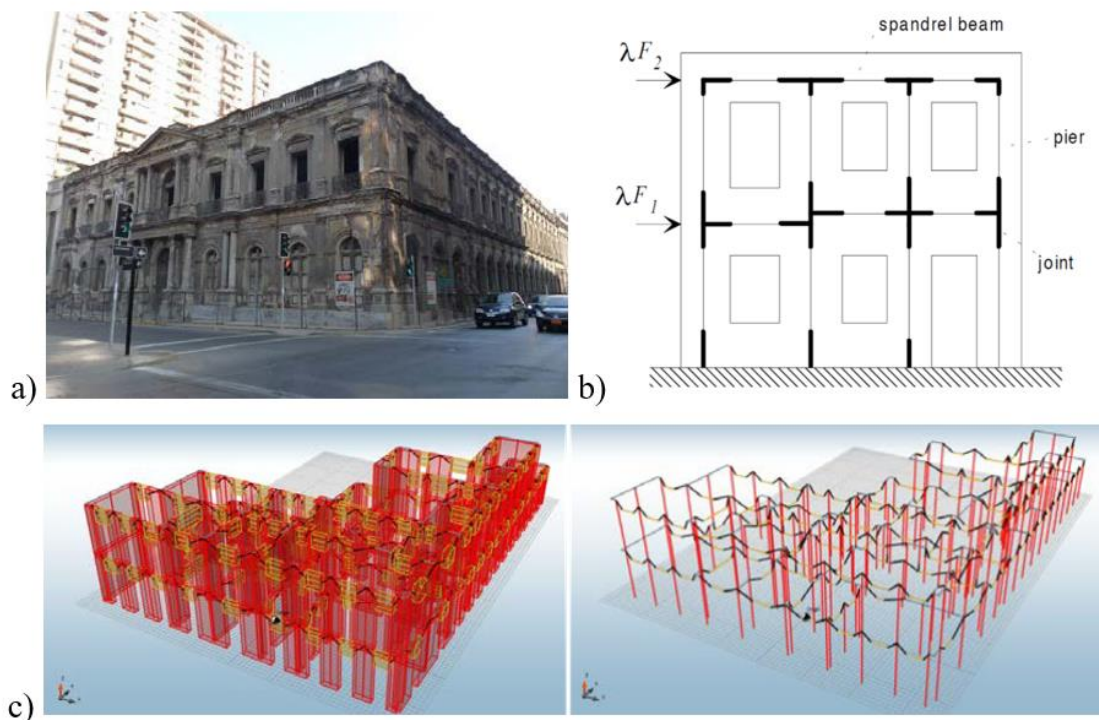 a)
b)
spandrel beam
λF₂
pier
λF₁
joint
c)